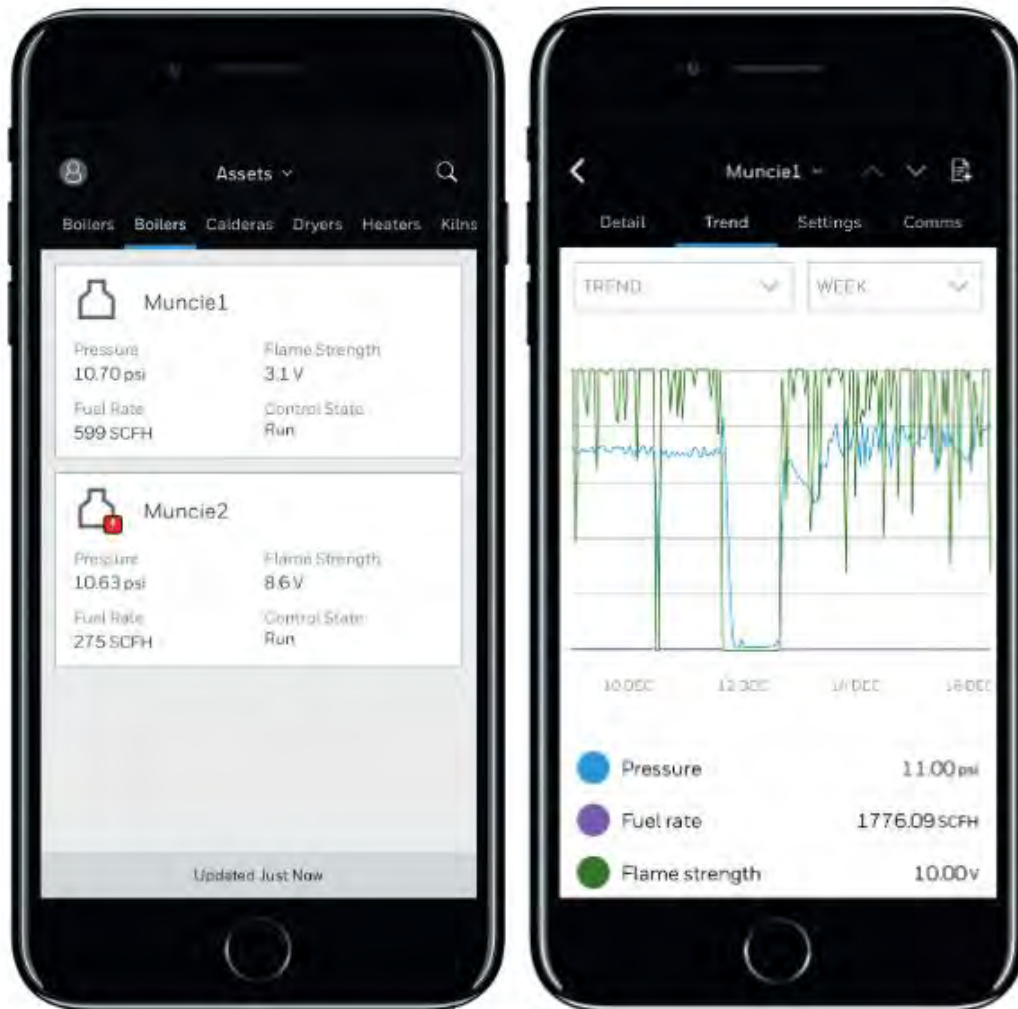 Assets
Boilers Boilers Calderas Dryers Heaters Kilns
Muncie1
Pressure Flame Strength
10.70 psi 3.1 V
Fuel Rate Control State
599 SCFH Run
Muncie2
Pressure Flame Strength
10.63 psi 8.6 V
Fuel Rate Control State
275 SCFH Run
Updated Just Now
Muncie1
Detail Trend Settings Comms
TREND WEEK
10 DEC 12 DEC 14 DEC 16 DEC
Pressure 11.00 psi
Fuel rate 1776.09 SCFH
Flame strength 10.00 V